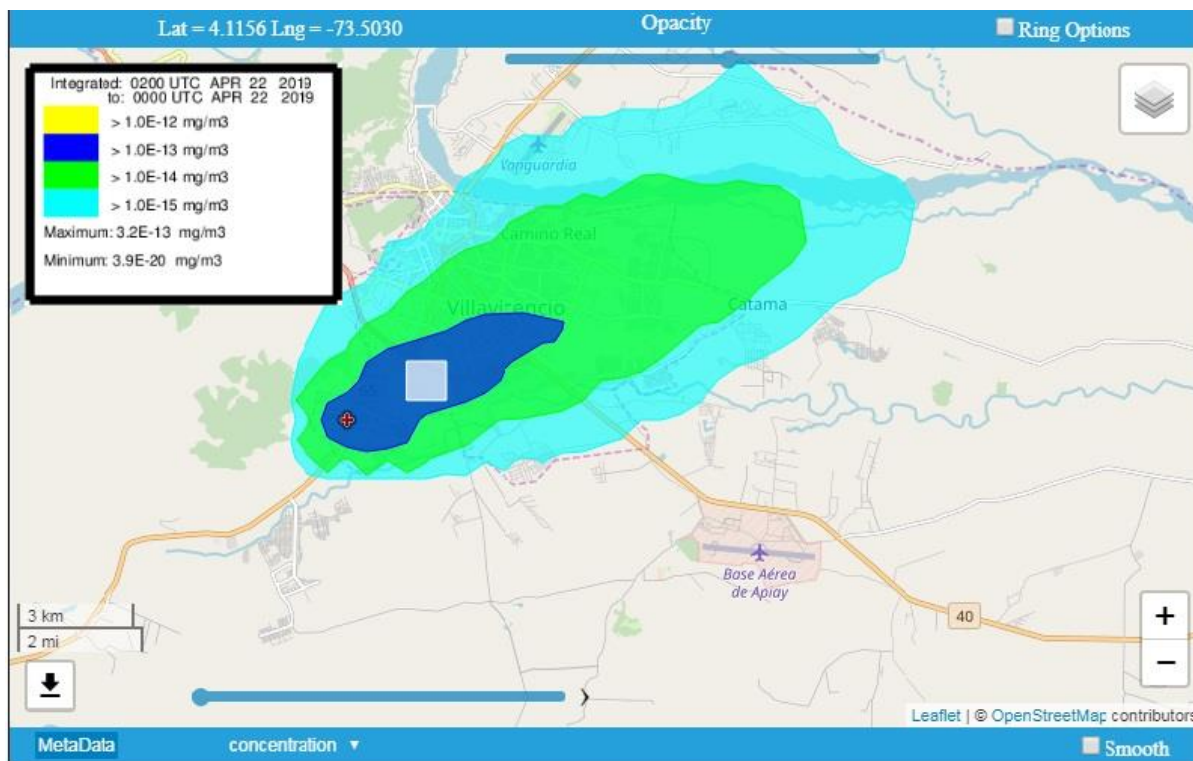 Lat = 4.1156 Lng = -73.5030
Opacity
Ring Options
Integrated: 0200 UTC APR 22 2019
to: 0000 UTC APR 22 2019
> 1.0E-12 mg/m3
> 1.0E-13 mg/m3
> 1.0E-14 mg/m3
> 1.0E-15 mg/m3
Maximum: 3.2E-13 mg/m3
Minimum: 3.9E-20 mg/m3
Vanguardia
Camino Real
Villavicencio
Catama
Base Aérea
de Apiay
40
3 km
2 mi
+
−
Leaflet | © OpenStreetMap contributors
MetaData
concentration ▼
Smooth